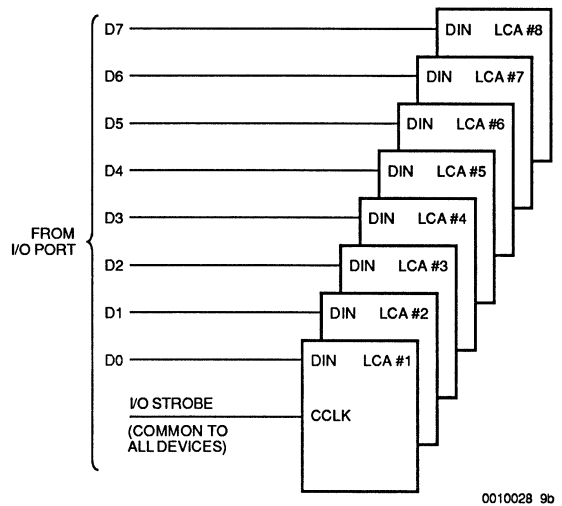 D7 DIN LCA #8
D6 DIN LCA #7
D5 DIN LCA #6
D4 DIN LCA #5
D3 DIN LCA #4
FROM
I/O PORT
D2 DIN LCA #3
D1 DIN LCA #2
D0 DIN LCA #1
I/O STROBE
CCLK
(COMMON TO
ALL DEVICES)
0010028 9b